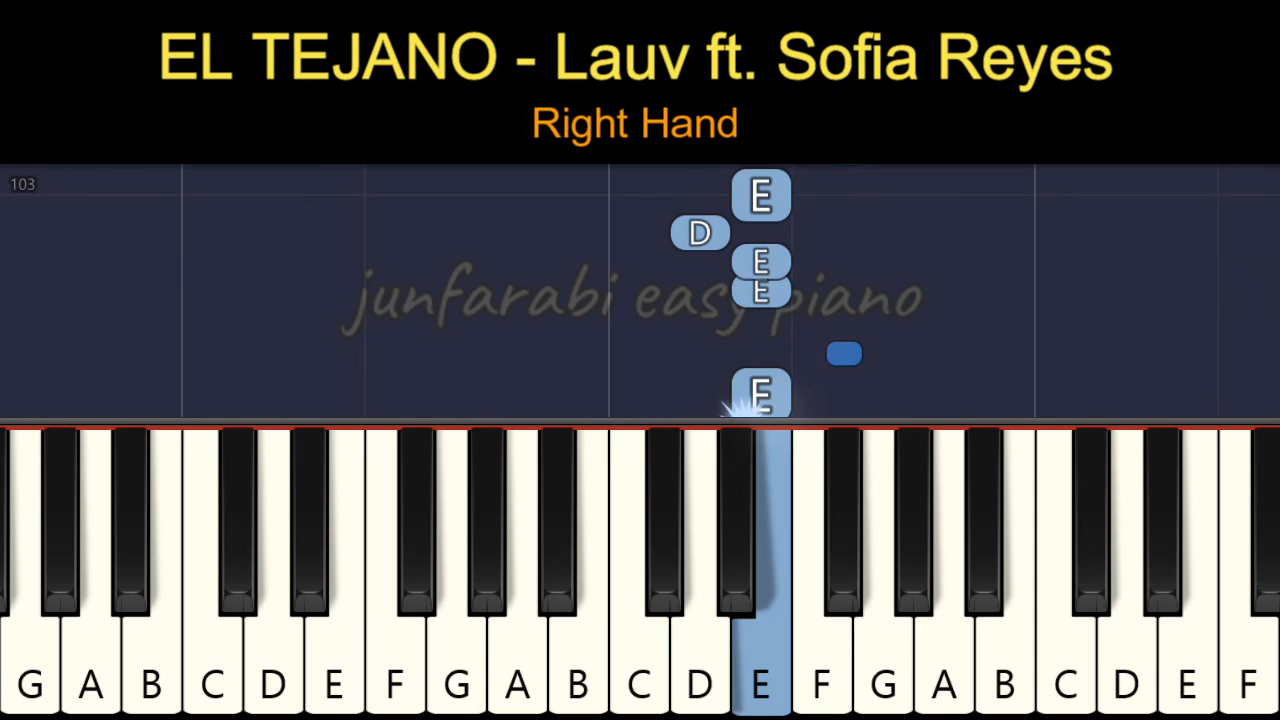 EL TEJANO - Lauv ft. Sofia Reyes
Right Hand
103
E
D
E
E
junfarabi easy piano
E
G A B C D E F G A B C D E F G A B C D E F